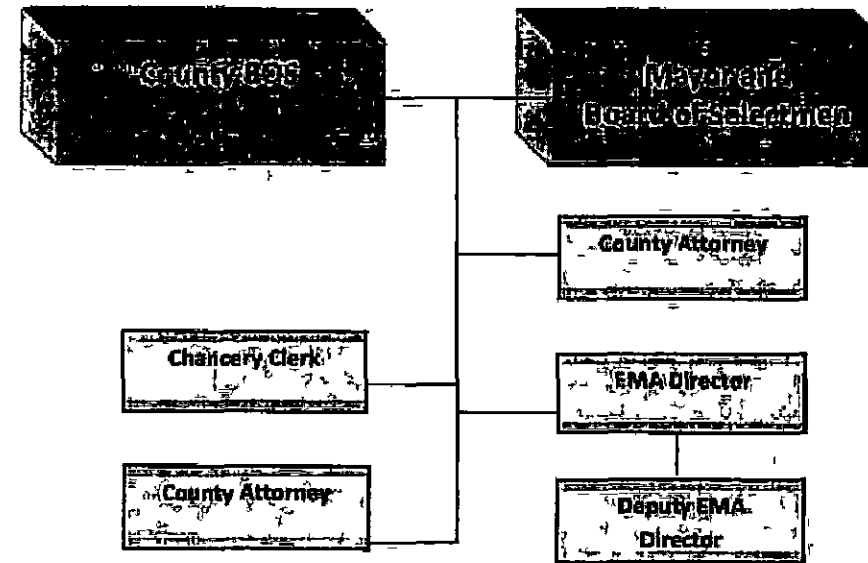 County BOS
Mayor and
Board of Selectmen
County Attorney
Chancery Clerk
EMA Director
County Attorney
Deputy EMA
Director